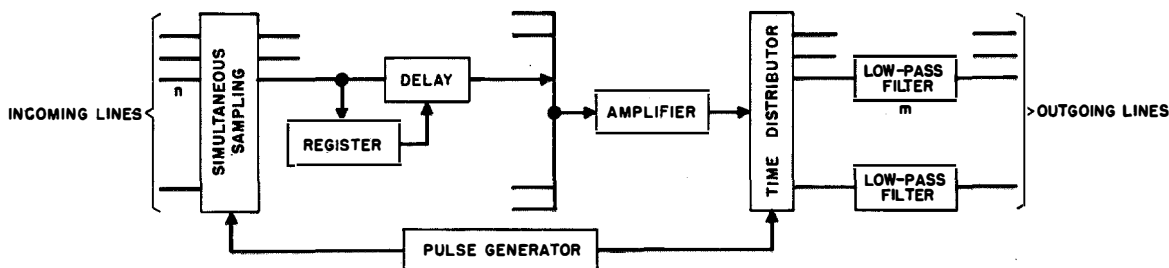 INCOMING LINES
n
SIMULTANEOUS
SAMPLING
REGISTER
DELAY
AMPLIFIER
PULSE GENERATOR
TIME DISTRIBUTOR
LOW-PASS
FILTER
m
LOW-PASS
FILTER
OUTGOING LINES